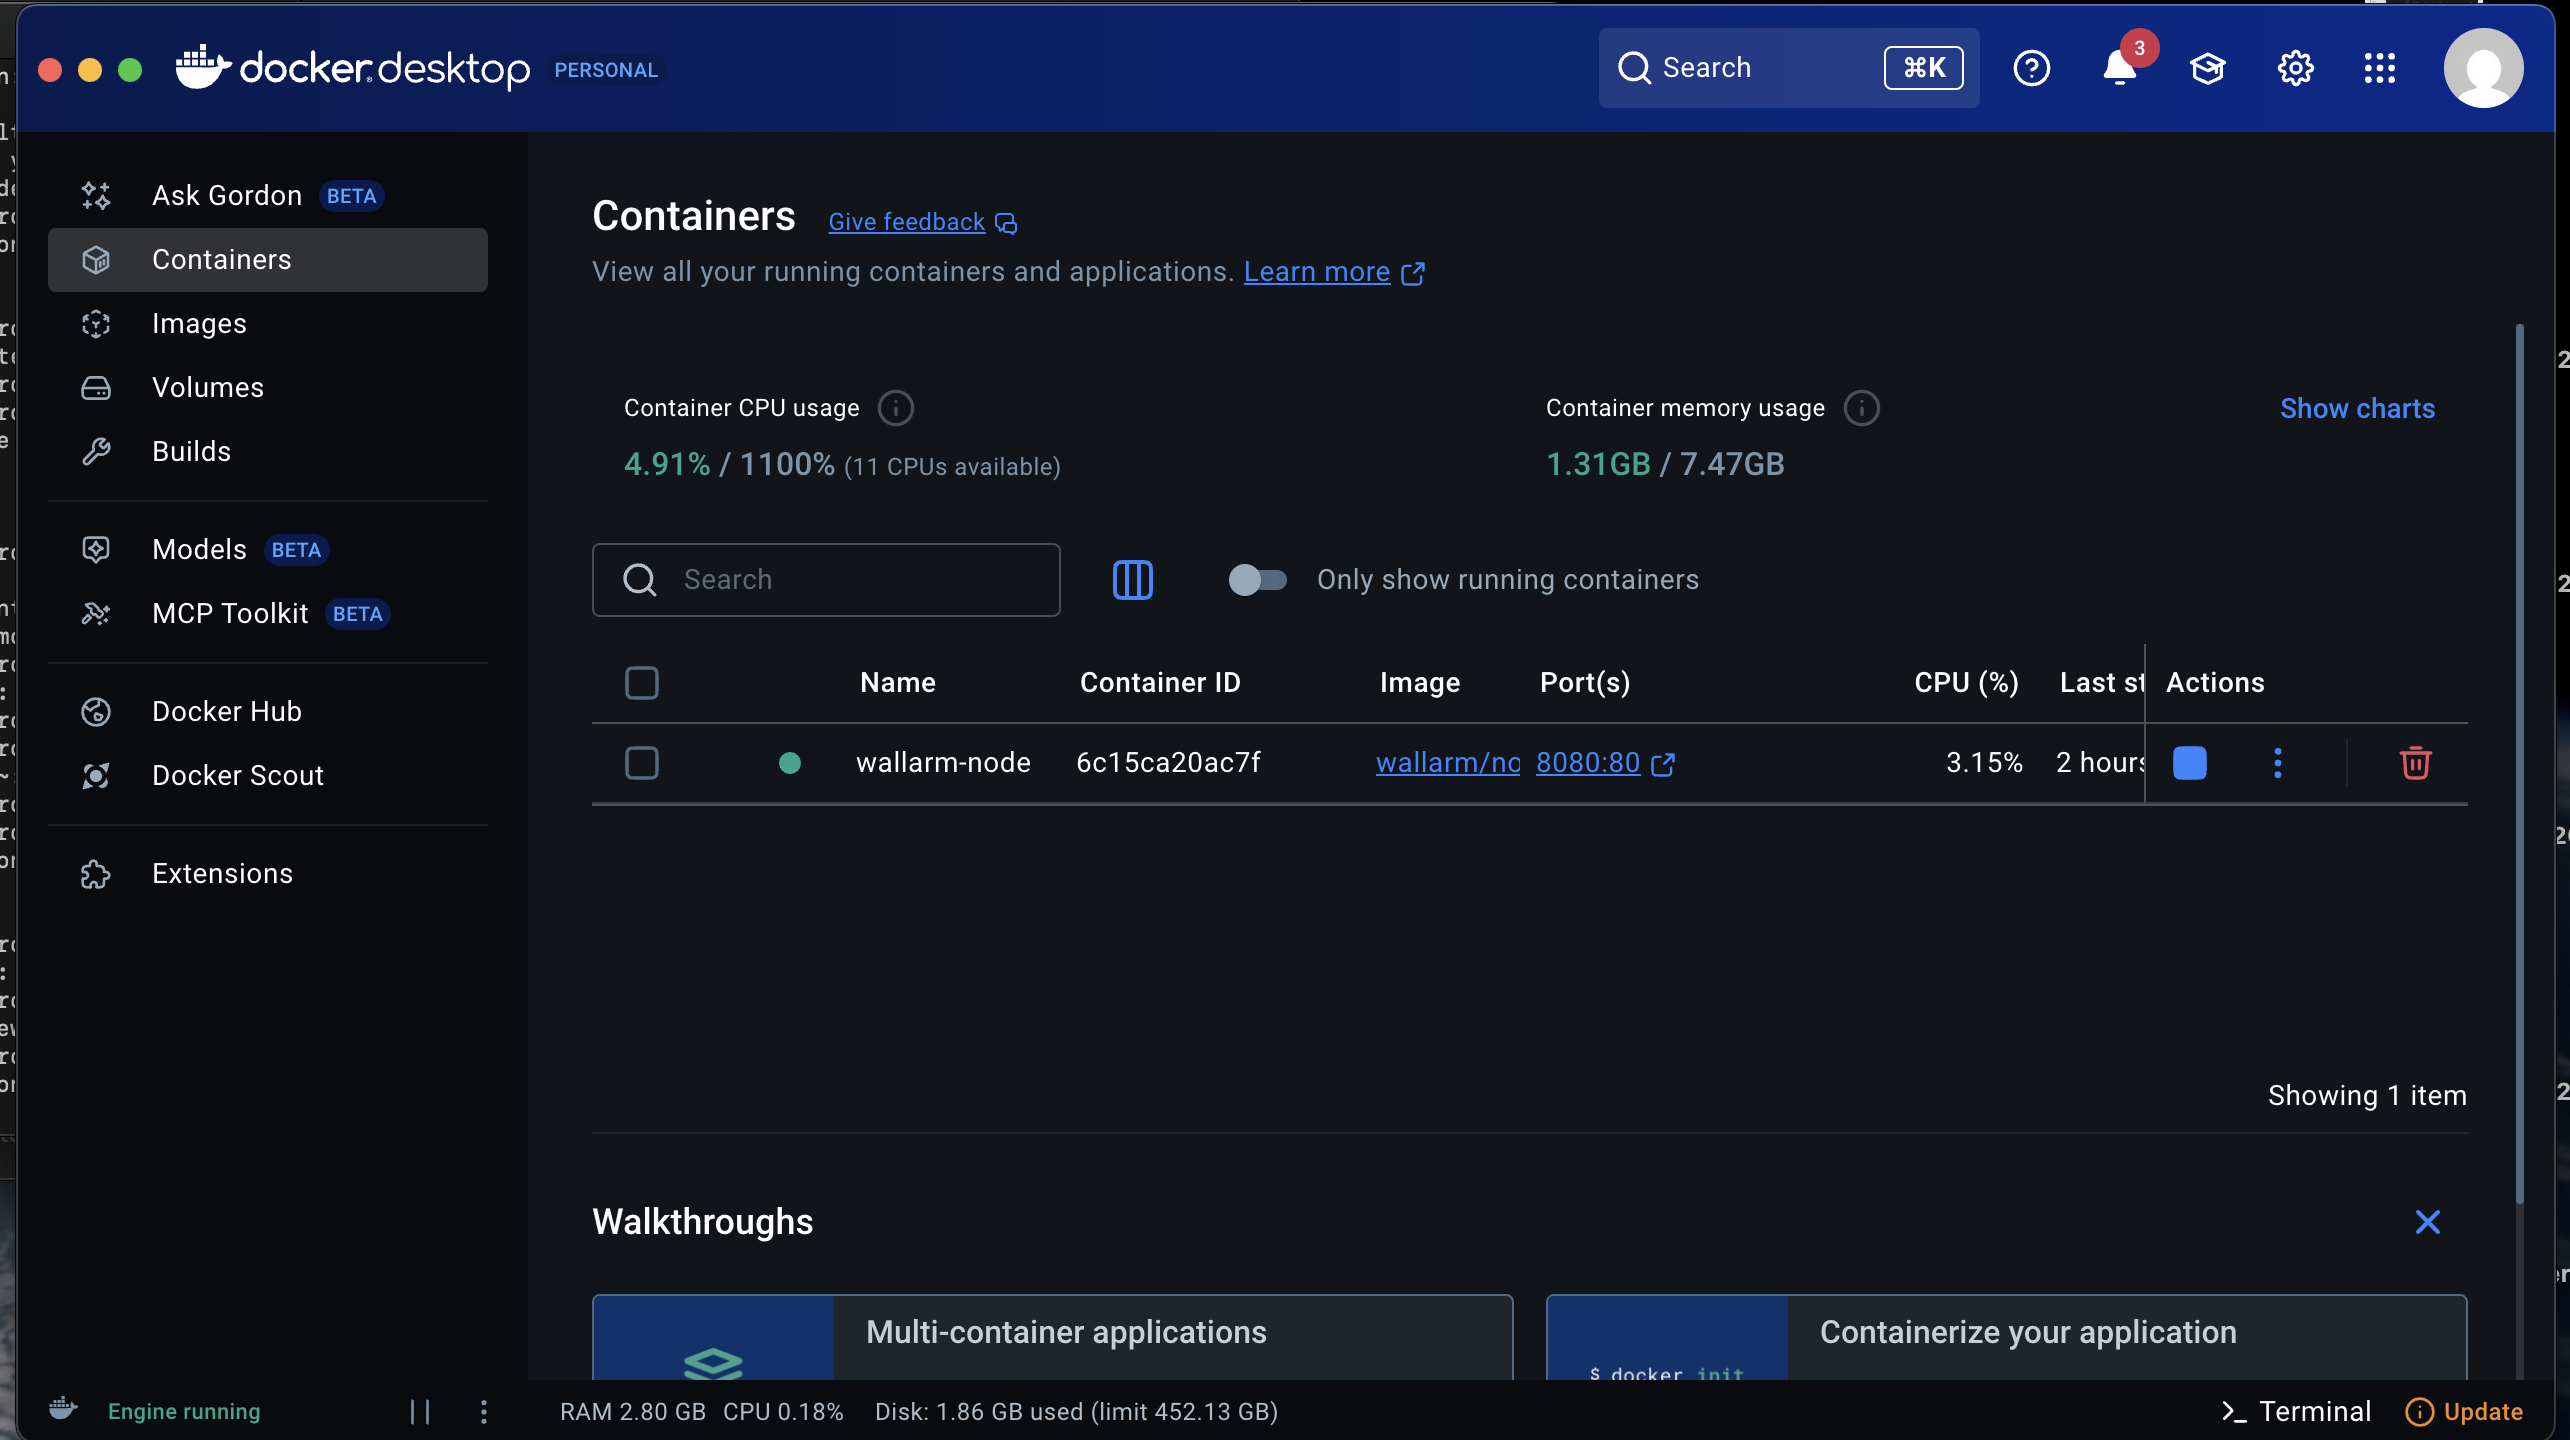 docker desktop PERSONAL
Search ⌘K
3
Ask Gordon BETA
Containers
Images
Volumes
Builds
Models BETA
MCP Toolkit BETA
Docker Hub
Docker Scout
Extensions
Containers Give feedback
View all your running containers and applications. Learn more
Container CPU usage
4.91% / 1100% (11 CPUs available)
Container memory usage
1.31GB / 7.47GB
Show charts
Search
Only show running containers
Name Container ID Image Port(s) CPU (%) Last st Actions
wallarm-node 6c15ca20ac7f wallarm/no 8080:80 3.15% 2 hours
Showing 1 item
Walkthroughs
Multi-container applications
$ docker init
Containerize your application
Engine running
RAM 2.80 GB CPU 0.18% Disk: 1.86 GB used (limit 452.13 GB)
>_ Terminal
Update